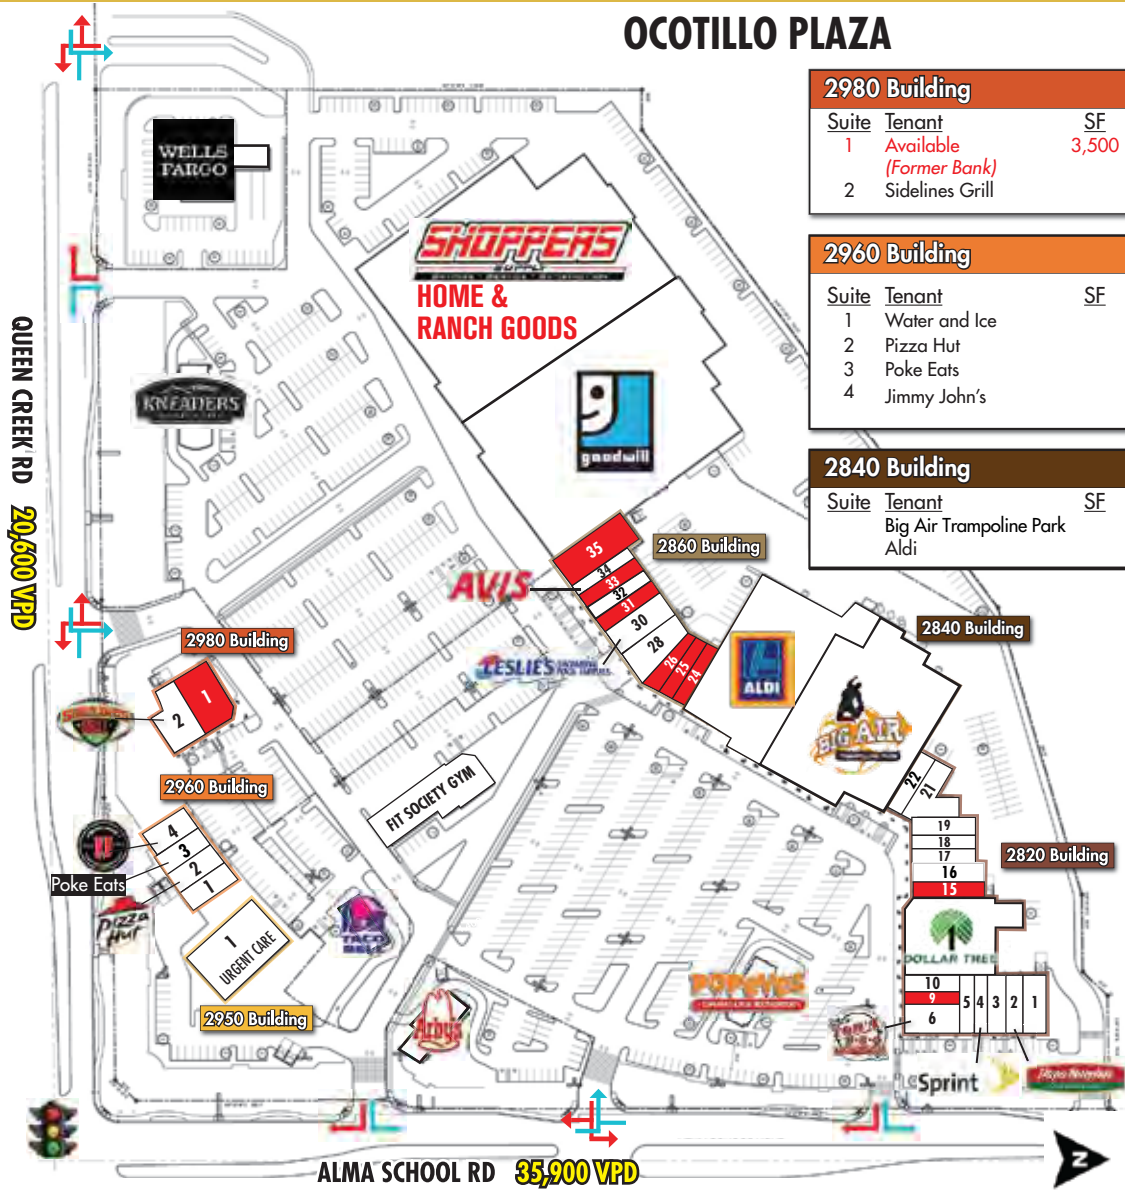 OCOTILLO PLAZA
2980 Building
Suite Tenant SF
1 Available 3,500
(Former Bank)
2 Sidelines Grill
2960 Building
Suite Tenant SF
1 Water and Ice
2 Pizza Hut
3 Poke Eats
4 Jimmy John's
2840 Building
Suite Tenant SF
Big Air Trampoline Park
Aldi
WELLS
FARGO
SHOPPERS
SUPPLY
HOME &
RANCH GOODS
KNEADERS
goodwill
QUEEN CREEK RD 20,600 VPD
35
34
33
32
31
30
28
26
25
24
2860 Building
AVIS
LESLIE'S
ALDI
2840 Building
BIG AIR
2980 Building
1
2
2960 Building
4
3
2
1
Poke Eats
Pizza
Hut
FIT SOCIETY GYM
TACO
BELL
1
URGENT CARE
2950 Building
Arby's
POPEYES
22
21
19
18
17
16
15
2820 Building
DOLLAR TREE
10
9
6
5
4
3
2
1
Sprint
ALMA SCHOOL RD 35,900 VPD
N